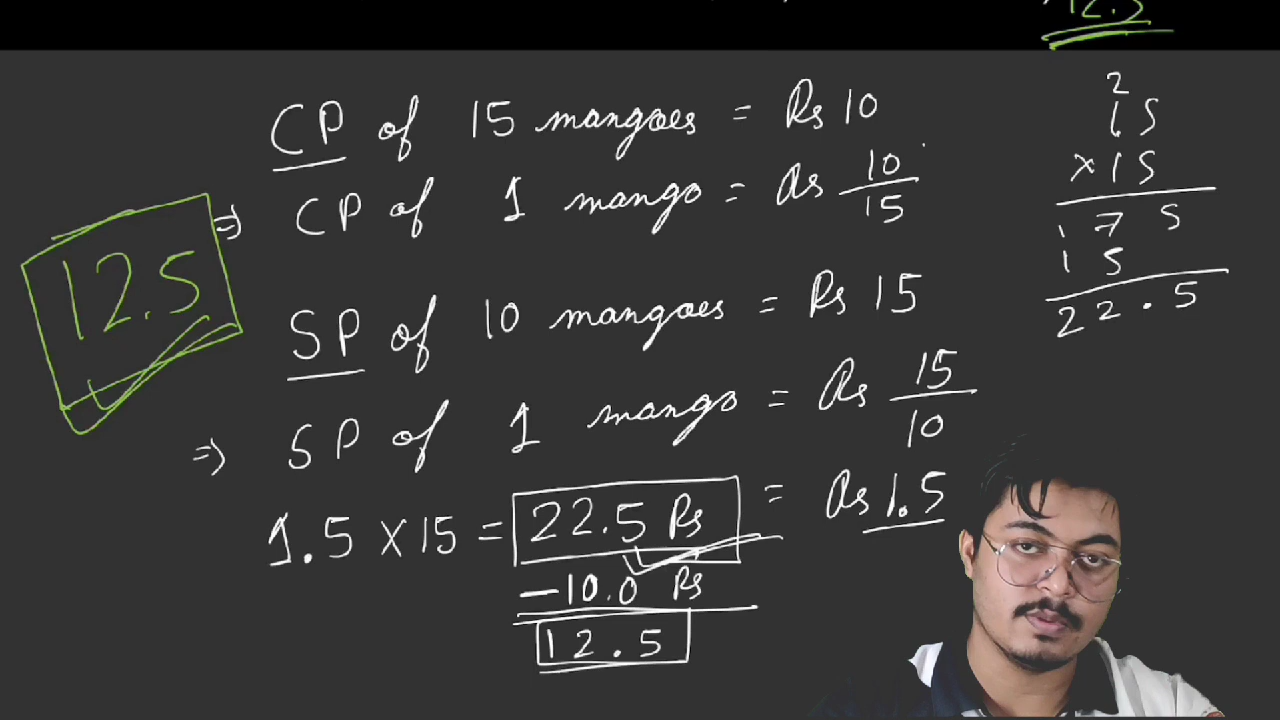 12.5
CP of 15 mangoes = Rs 10
⇒ CP of 1 mango = Rs 10/15
SP of 10 mangoes = Rs 15
⇒ SP of 1 mango = Rs 15/10
= Rs 1.5
1.5 × 15 = 22.5 Rs
- 10.0 Rs
12.5
12.5
2
15
×15
175
15
22.5